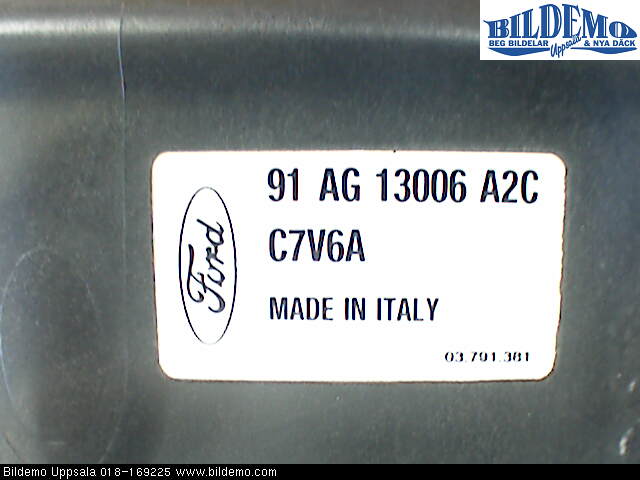 BILDEMO
BEG BILDELAR Uppsala & NYA DÄCK
91 AG 13006 A2C
C7V6A
Ford
MADE IN ITALY
03.791.381
Bildemo Uppsala 018-169225 www.bildemo.com